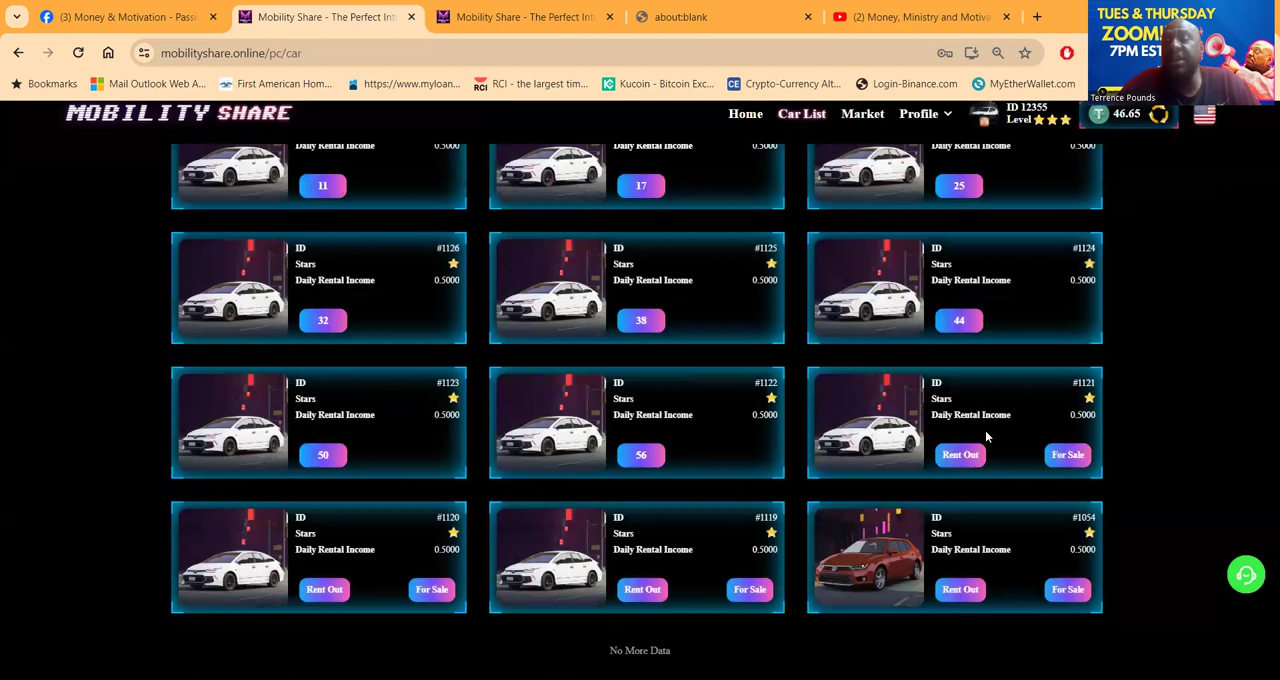 (3) Money & Motivation - Passi
Mobility Share - The Perfect Int
Mobility Share - The Perfect Int
about:blank
(2) Money, Ministry and Motiva
mobilityshare.online/pc/car
Bookmarks
Mail Outlook Web A...
First American Hom...
https://www.myloan...
RCI
RCI - the largest tim...
Kucoin - Bitcoin Exc...
CE
Crypto-Currency Alt...
Login-Binance.com
MyEtherWallet.com
TUES & THURSDAY
ZOOM
7PM EST
Terrence Pounds
MOBILITY SHARE
Home
Car List
Market
Profile
ID 12355
Level
46.65
Daily Rental Income 0.5000
11
Daily Rental Income 0.5000
17
Daily Rental Income 0.5000
25
ID #1126
Stars
Daily Rental Income 0.5000
32
ID #1125
Stars
Daily Rental Income 0.5000
38
ID #1124
Stars
Daily Rental Income 0.5000
44
ID #1123
Stars
Daily Rental Income 0.5000
50
ID #1122
Stars
Daily Rental Income 0.5000
56
ID #1121
Stars
Daily Rental Income 0.5000
Rent Out For Sale
ID #1120
Stars
Daily Rental Income 0.5000
Rent Out For Sale
ID #1119
Stars
Daily Rental Income 0.5000
Rent Out For Sale
ID #1054
Stars
Daily Rental Income 0.5000
Rent Out For Sale
No More Data